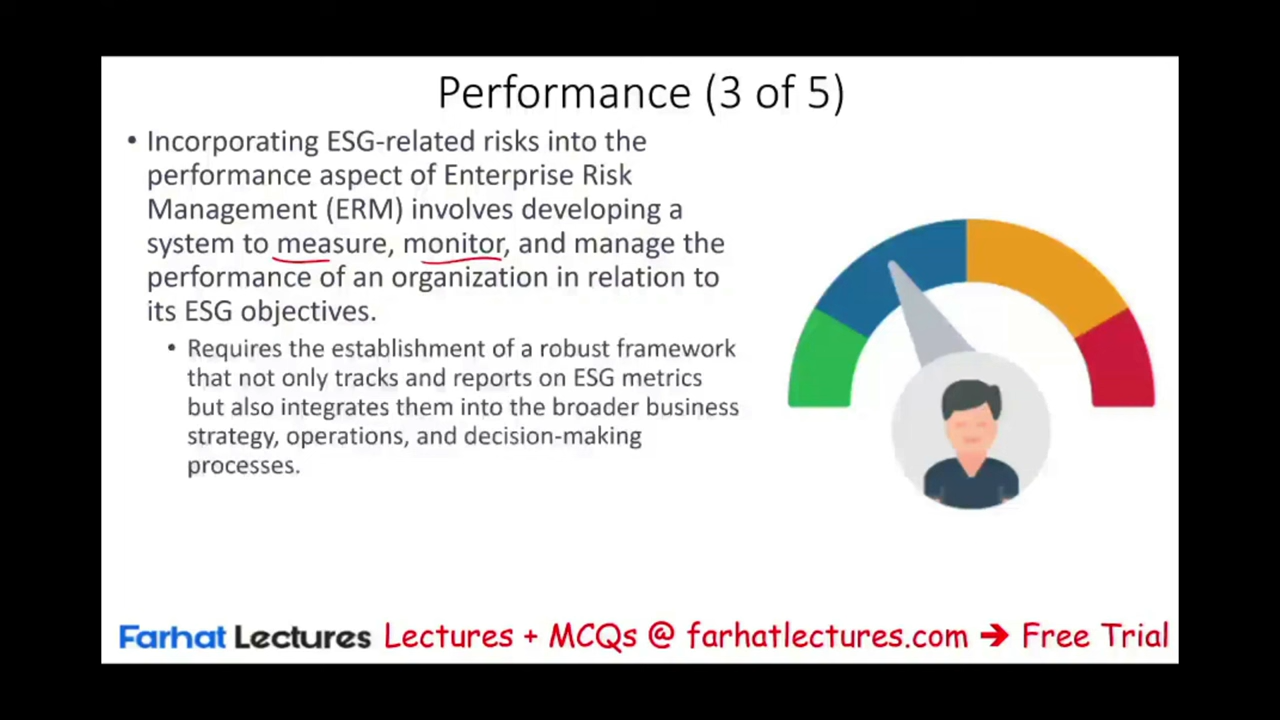 Performance (3 of 5)
• Incorporating ESG-related risks into the
performance aspect of Enterprise Risk
Management (ERM) involves developing a
system to measure, monitor, and manage the
performance of an organization in relation to
its ESG objectives.
• Requires the establishment of a robust framework
that not only tracks and reports on ESG metrics
but also integrates them into the broader business
strategy, operations, and decision-making
processes.
Farhat Lectures Lectures + MCQs @ farhatlectures.com → Free Trial